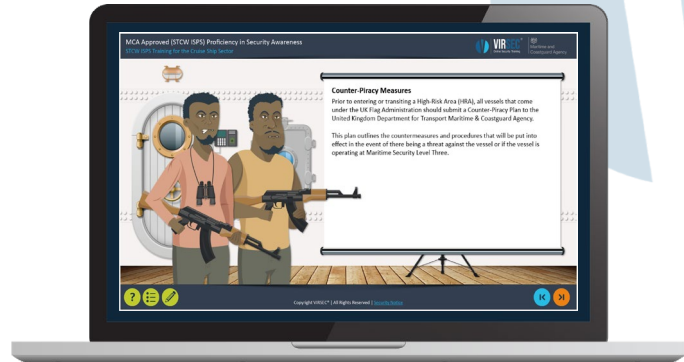 MCA Approved (STCW ISPS) Proficiency in Security Awareness
STCW ISPS Training for the Cruise Ship Sector
VIRSEC
Maritime and
Coastguard Agency
Counter-Piracy Measures
Prior to entering or transiting a High-Risk Area (HRA), all vessels that come
under the UK Flag Administration should submit a Counter-Piracy Plan to the
United Kingdom Department for Transport Maritime & Coastguard Agency.
This plan outlines the countermeasures and procedures that will be put into
effect in the event of there being a threat against the vessel or if the vessel is
operating at Maritime Security Level Three.
?
Copyright VIRSEC® | All Rights Reserved | Security Notice